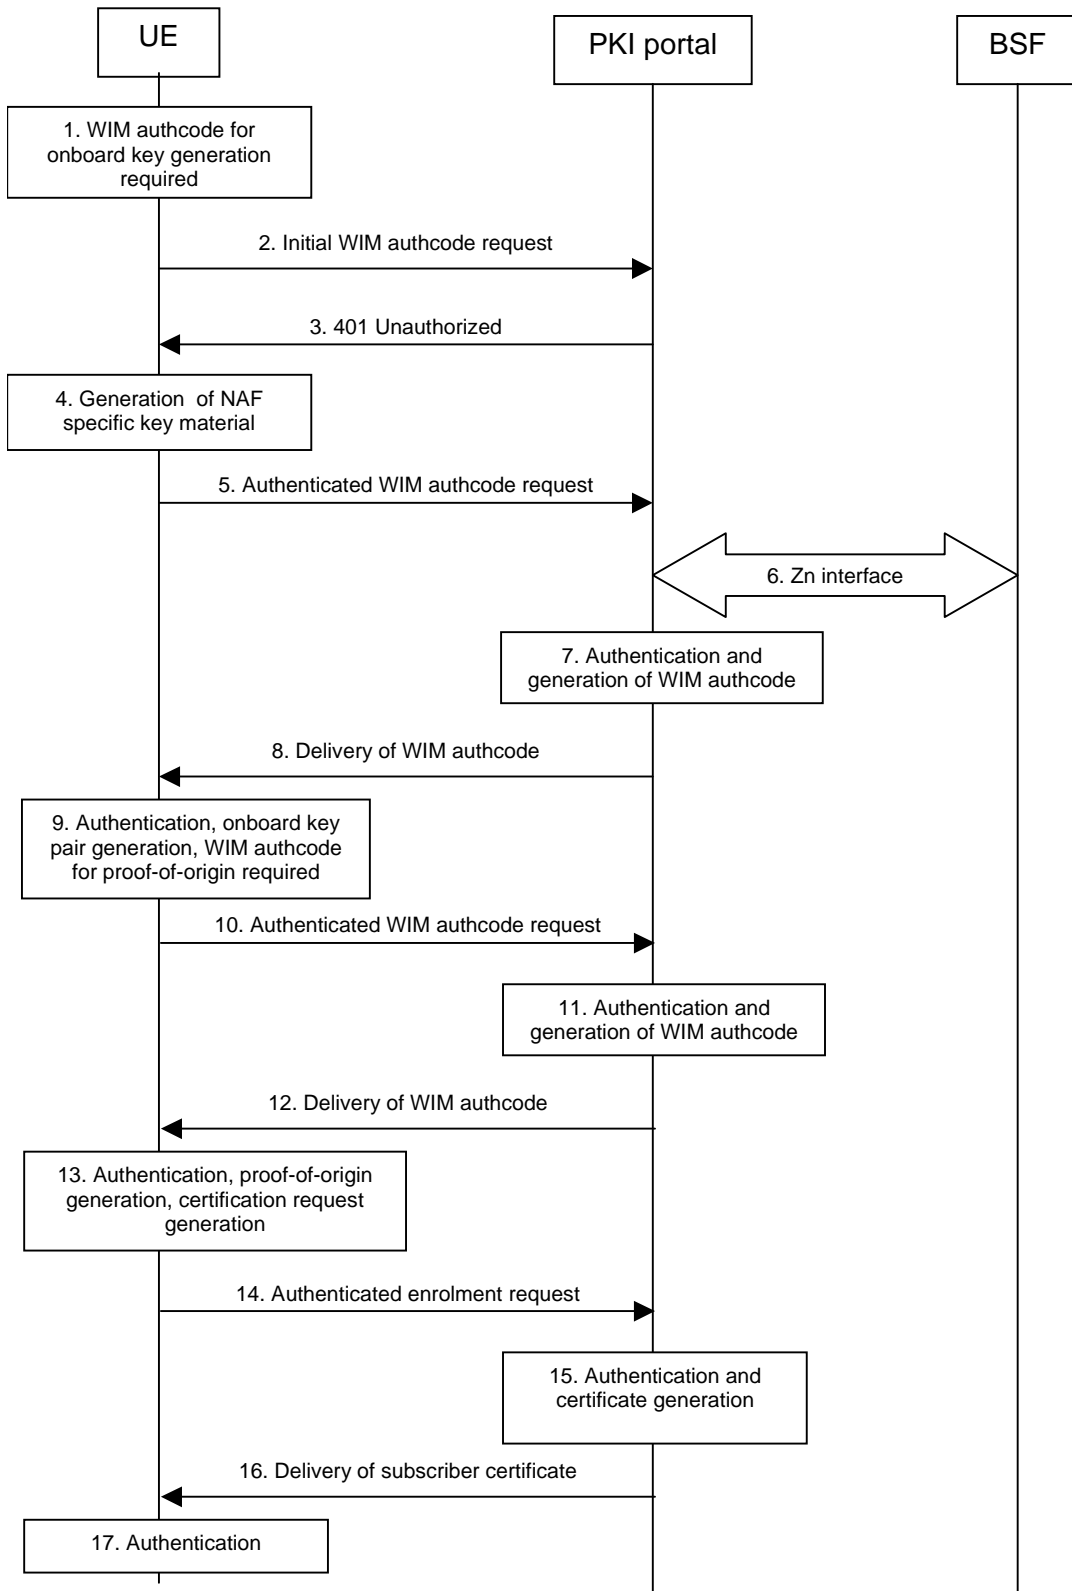 UE
PKI portal
BSF
1. WIM authcode for
onboard key generation
required
2. Initial WIM authcode request
3. 401 Unauthorized
4. Generation of NAF
specific key material
5. Authenticated WIM authcode request
6. Zn interface
7. Authentication and
generation of WIM authcode
8. Delivery of WIM authcode
9. Authentication, onboard key
pair generation, WIM authcode
for proof-of-origin required
10. Authenticated WIM authcode request
11. Authentication and
generation of WIM authcode
12. Delivery of WIM authcode
13. Authentication, proof-of-origin
generation, certification request
generation
14. Authenticated enrolment request
15. Authentication and
certificate generation
16. Delivery of subscriber certificate
17. Authentication